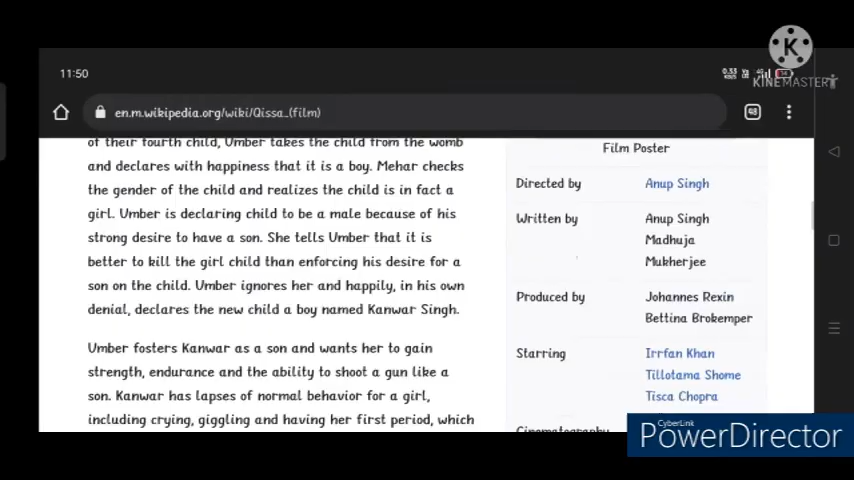 11:50
0.33
KINEMASTER
en.m.wikipedia.org/wiki/Qissa_(film)
48
of their fourth child, Umber takes the child from the womb
and declares with happiness that it is a boy. Mehar checks
the gender of the child and realizes the child is in fact a
girl. Umber is declaring child to be a male because of his
strong desire to have a son. She tells Umber that it is
better to kill the girl child than enforcing his desire for a
son on the child. Umber ignores her and happily, in his own
denial, declares the new child a boy named Kanwar Singh.
Umber fosters Kanwar as a son and wants her to gain
strength, endurance and the ability to shoot a gun like a
son. Kanwar has lapses of normal behavior for a girl,
including crying, giggling and having her first period, which
Film Poster
Directed by Anup Singh
Written by Anup Singh
Madhuja
Mukherjee
Produced by Johannes Rexin
Bettina Brokemper
Starring Irrfan Khan
Tillotama Shome
Tisca Chopra
Cinematography
CyberLink
PowerDirector